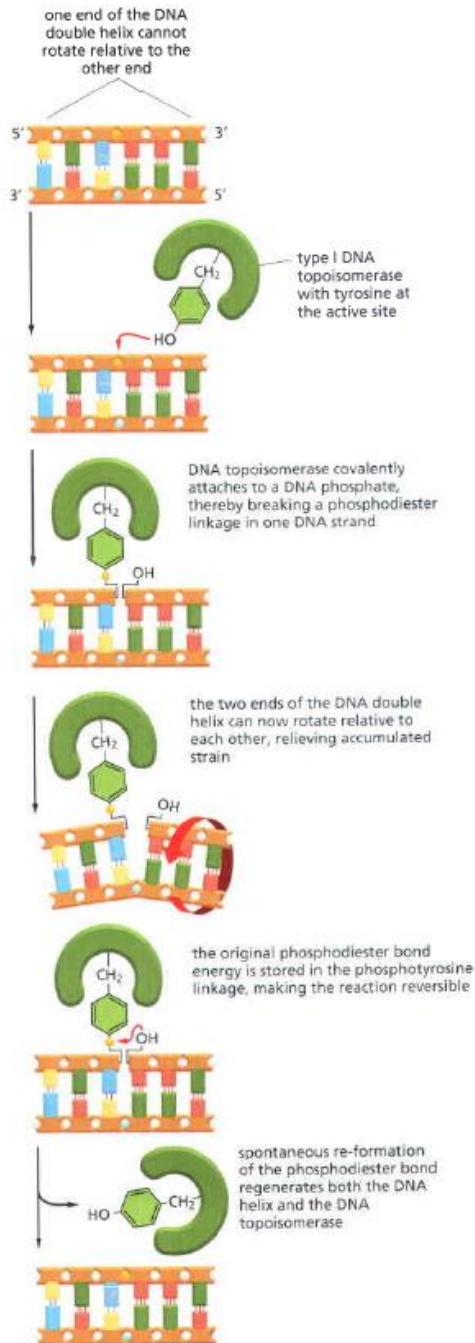 one end of the DNA
double helix cannot
rotate relative to the
other end
5′ 3′
3′ 5′
CH₂
HO
type I DNA
topoisomerase
with tyrosine at
the active site
DNA topoisomerase covalently
attaches to a DNA phosphate,
thereby breaking a phosphodiester
linkage in one DNA strand
CH₂
OH
the two ends of the DNA double
helix can now rotate relative to
each other, relieving accumulated
strain
CH₂
OH
the original phosphodiester bond
energy is stored in the phosphotyrosine
linkage, making the reaction reversible
CH₂
OH
spontaneous re-formation
of the phosphodiester bond
regenerates both the DNA
helix and the DNA
topoisomerase
HO CH₂